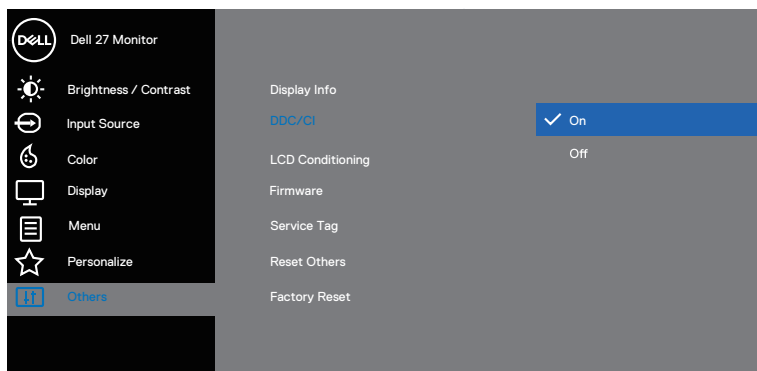 DELL
Dell 27 Monitor
Brightness / Contrast
Input Source
Color
Display
Menu
Personalize
Others
Display Info
DDC/CI
LCD Conditioning
Firmware
Service Tag
Reset Others
Factory Reset
On
Off